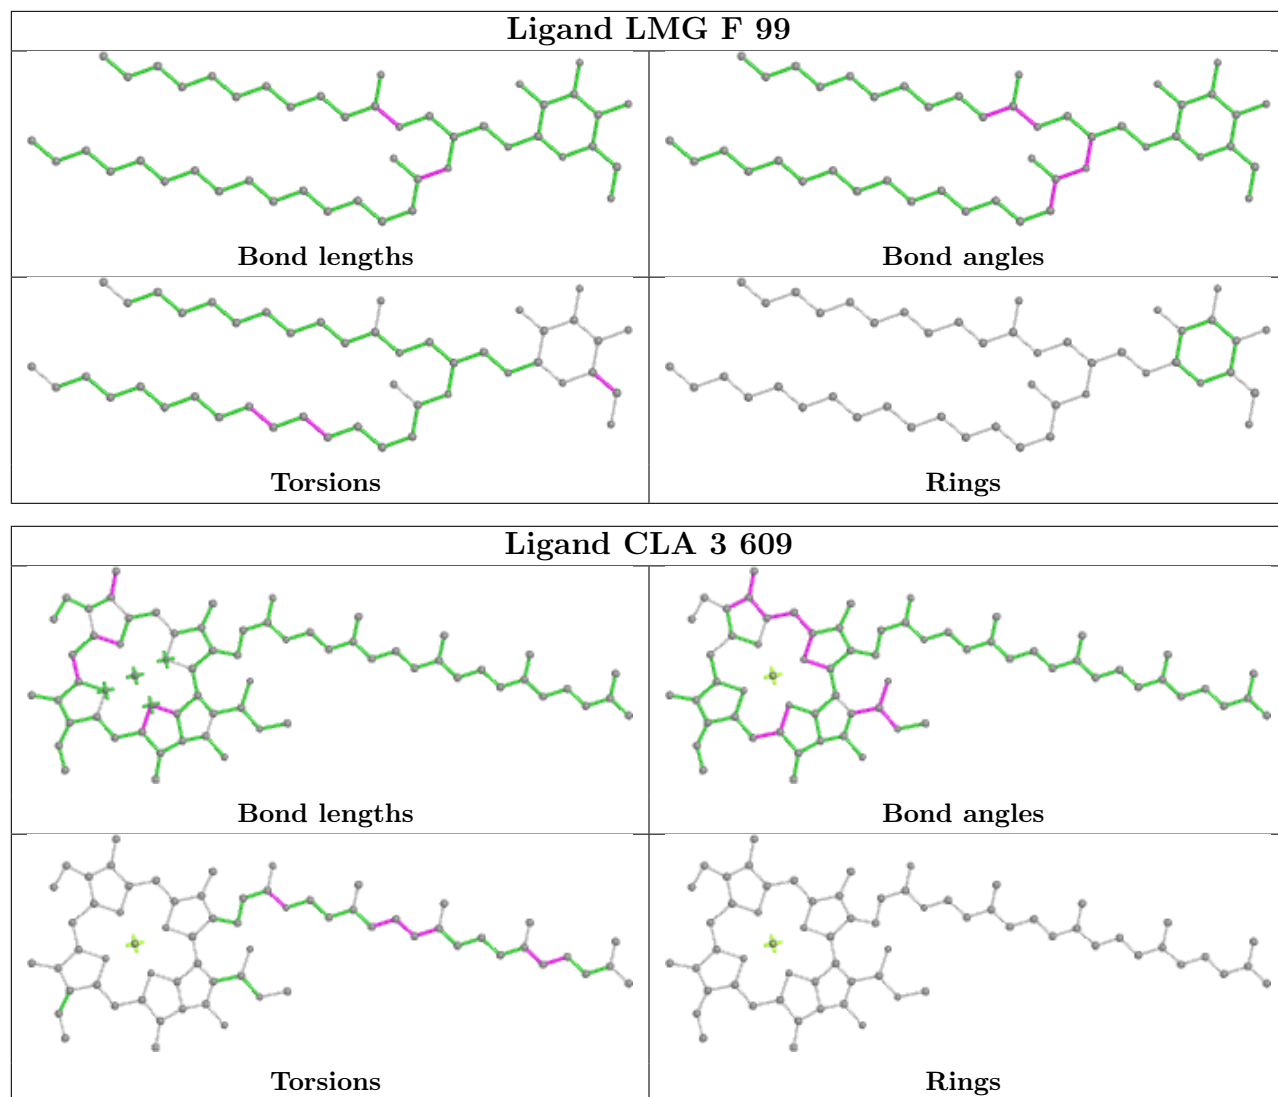 Ligand LMG F 99
Bond lengths
Bond angles
Torsions
Rings
Ligand CLA 3 609
Bond lengths
Bond angles
Torsions
Rings